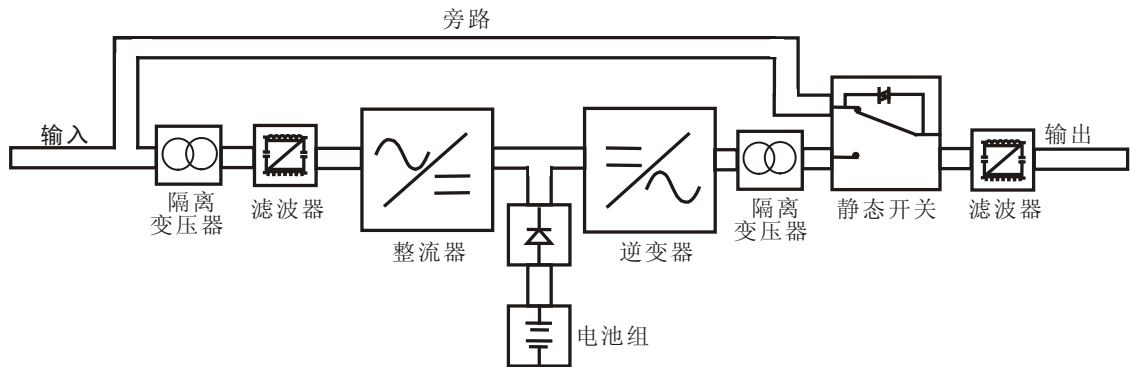 旁路
输入
隔离
变压器
滤波器
整流器
电池组
逆变器
隔离
变压器
静态开关
滤波器
输出